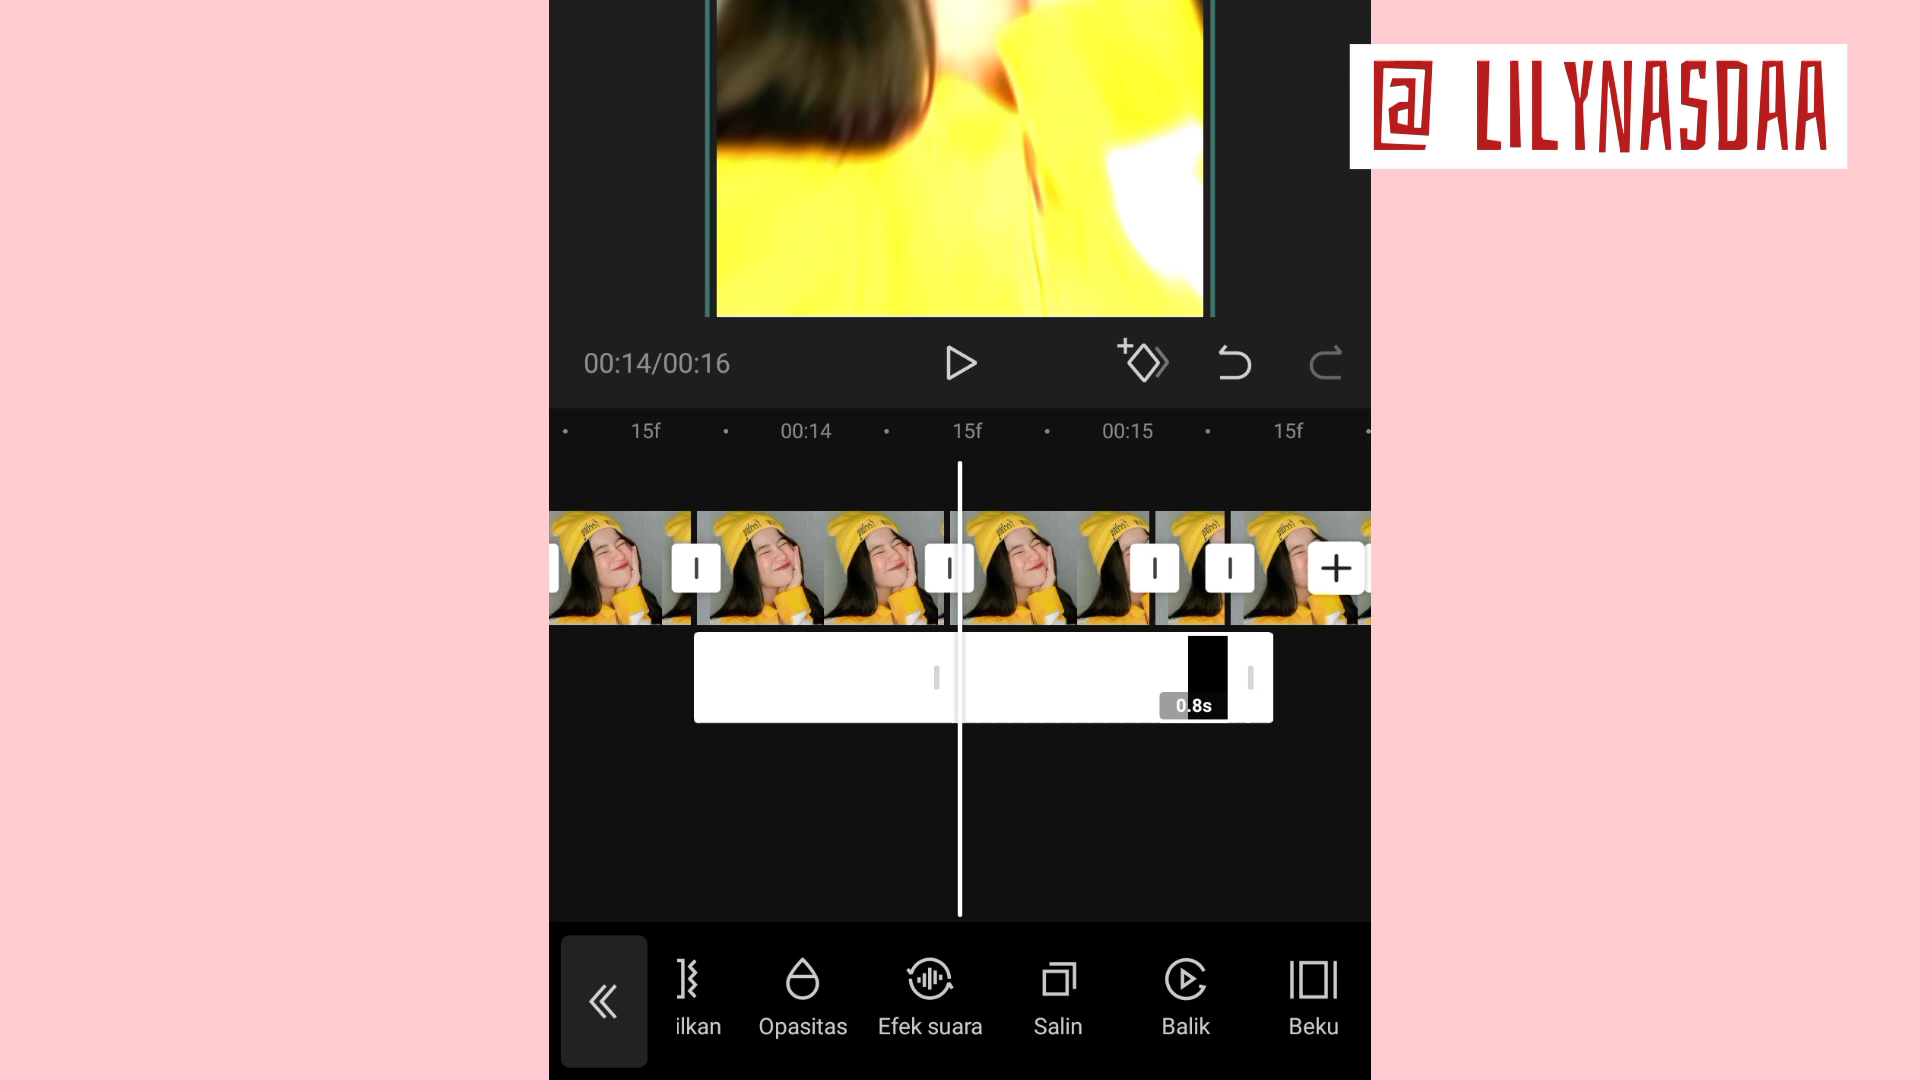 @ LILYNASDAA
00:14/00:16
15f 00:14 15f 00:15 15f
0.8s
ilkan Opasitas Efek suara Salin Balik Beku